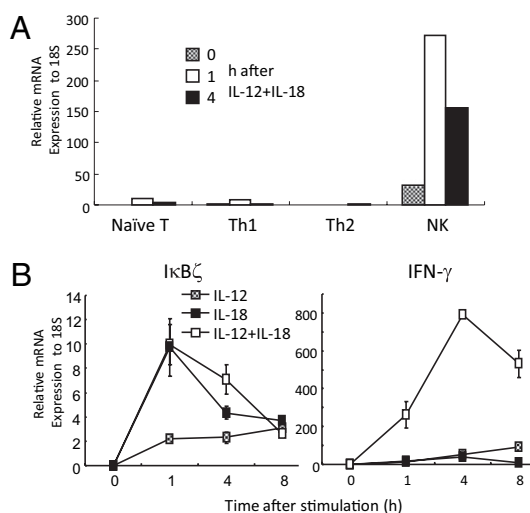 A
Relative mRNA
Expression to 18S
300
250
200
150
100
50
0
0
1 h after
4 IL-12+IL-18
Naïve T Th1 Th2 NK
B
IκBζ
IFN-γ
IL-12
IL-18
IL-12+IL-18
Relative mRNA
Expression to 18S
14
12
10
8
6
4
2
0
800
600
400
200
0
0 1 4 8
0 1 4 8
Time after stimulation (h)